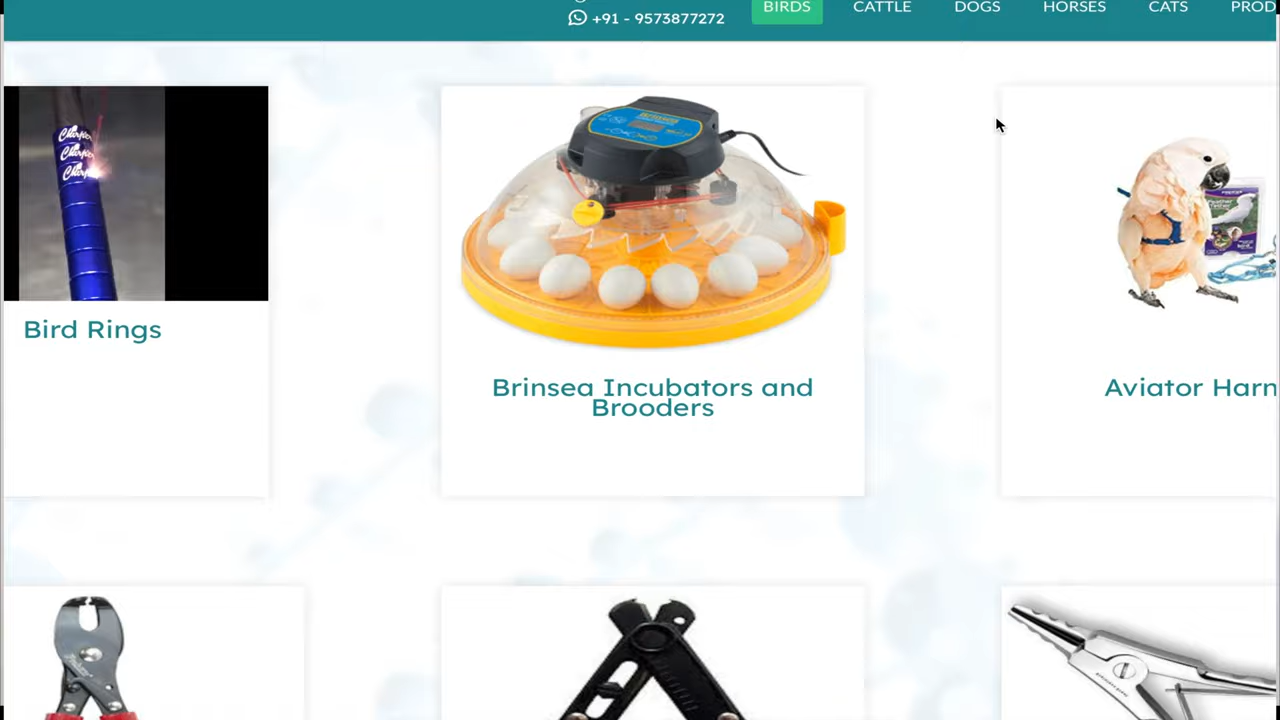 +91 - 9573877272
BIRDS
CATTLE
DOGS
HORSES
CATS
PROD
Bird Rings
Brinsea Incubators and
Brooders
Aviator Harn